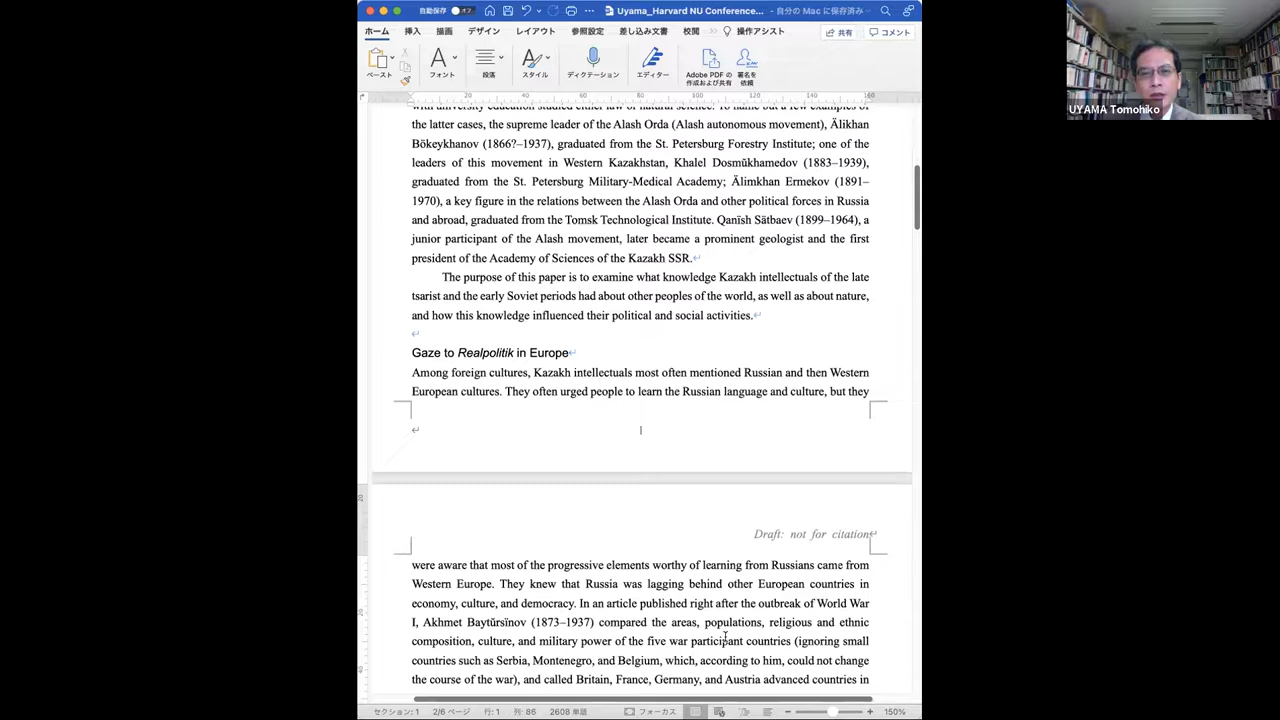 自動保存 オフ
Uyama_Harvard NU Conference... - 自分の Mac に保存済み
ホーム 挿入 描画 デザイン レイアウト 参照設定 差し込み文書 校閲 >> 操作アシスト 共有 コメント
ペースト フォント 段落 スタイル ディクテーション エディター Adobe PDF の 作成および共有 署名を 依頼
20 40 60 80 100 120 140 160
the latter cases, the supreme leader of the Alash Orda (Alash autonomous movement), Älikhan
Bökeykhanov (1866?–1937), graduated from the St. Petersburg Forestry Institute; one of the
leaders of this movement in Western Kazakhstan, Khalel Dosmŭkhamedov (1883–1939),
graduated from the St. Petersburg Military-Medical Academy; Älimkhan Ermekov (1891–
1970), a key figure in the relations between the Alash Orda and other political forces in Russia
and abroad, graduated from the Tomsk Technological Institute. Qanïsh Sätbaev (1899–1964), a
junior participant of the Alash movement, later became a prominent geologist and the first
president of the Academy of Sciences of the Kazakh SSR.
The purpose of this paper is to examine what knowledge Kazakh intellectuals of the late
tsarist and the early Soviet periods had about other peoples of the world, as well as about nature,
and how this knowledge influenced their political and social activities.
Gaze to Realpolitik in Europe
Among foreign cultures, Kazakh intellectuals most often mentioned Russian and then Western
European cultures. They often urged people to learn the Russian language and culture, but they
Draft: not for citation
were aware that most of the progressive elements worthy of learning from Russians came from
Western Europe. They knew that Russia was lagging behind other European countries in
economy, culture, and democracy. In an article published right after the outbreak of World War
I, Akhmet Baytŭrsïnov (1873–1937) compared the areas, populations, religious and ethnic
composition, culture, and military power of the five war participant countries (ignoring small
countries such as Serbia, Montenegro, and Belgium, which, according to him, could not change
the course of the war), and called Britain, France, Germany, and Austria advanced countries in
セクション: 1 2/6 ページ 行: 1 列: 86 2608 単語 フォーカス 150%
UYAMA Tomohiko